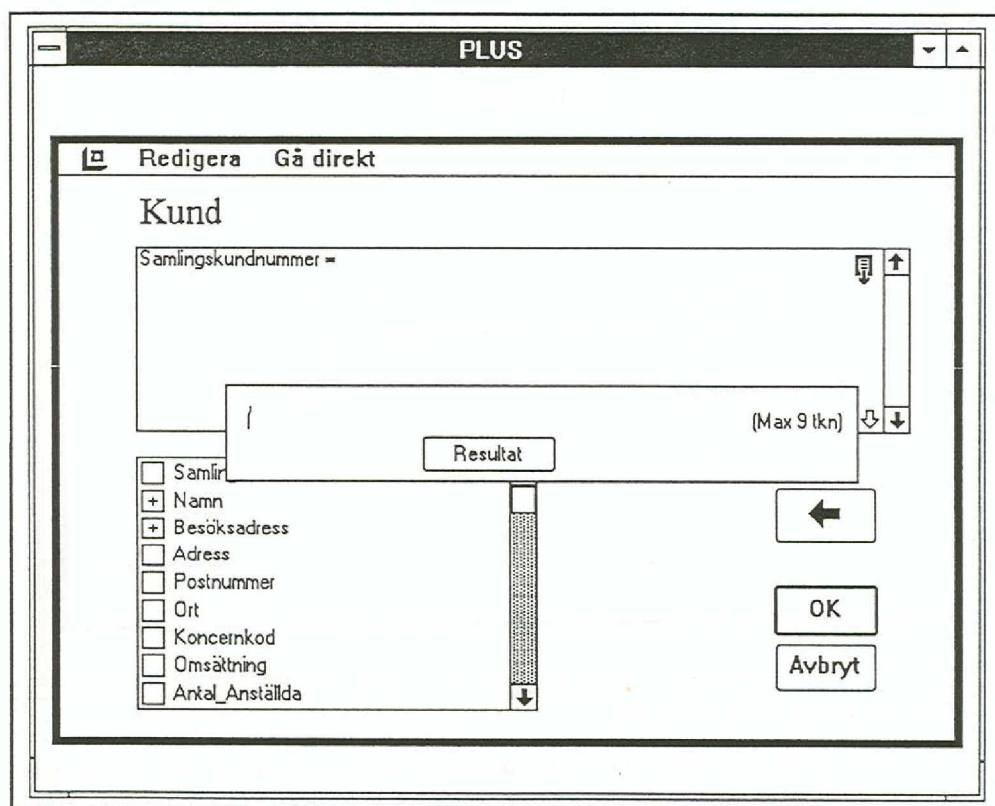 PLUS
Redigera Gå direkt
Kund
Samlingskundnummer =
(Max 9 tkn)
Resultat
Samling
Namn
Besöksadress
Adress
Postnummer
Ort
Koncernkod
Omsättning
Antal_Anställda
OK
Avbryt